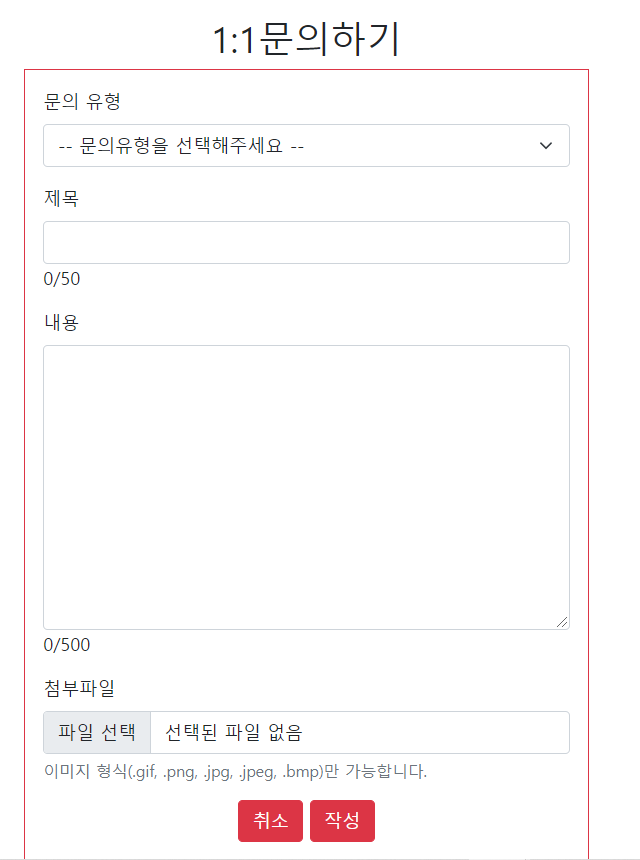 1:1문의하기
문의 유형
-- 문의유형을 선택해주세요 --
제목
0/50
내용
0/500
첨부파일
파일 선택 선택된 파일 없음
이미지 형식(.gif, .png, .jpg, .jpeg, .bmp)만 가능합니다.
취소 작성